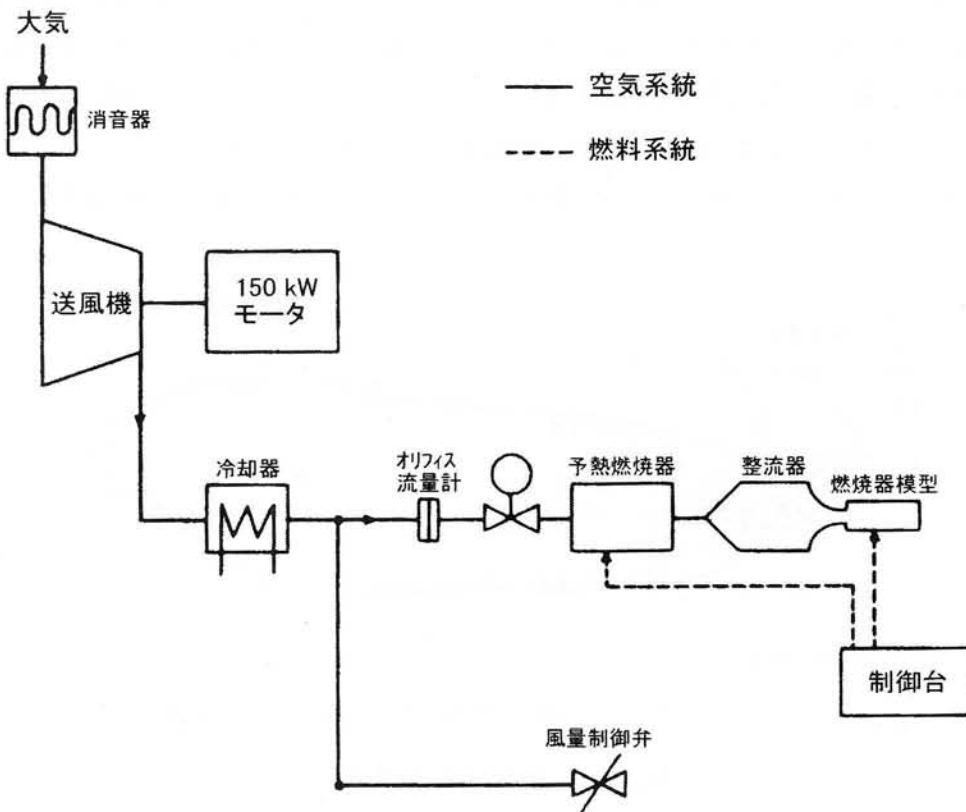 大気
消音器
空気系統
燃料系統
送風機
150 kW
モータ
冷却器
オリフィス
流量計
予熱燃焼器
整流器
燃焼器模型
制御台
風量制御弁